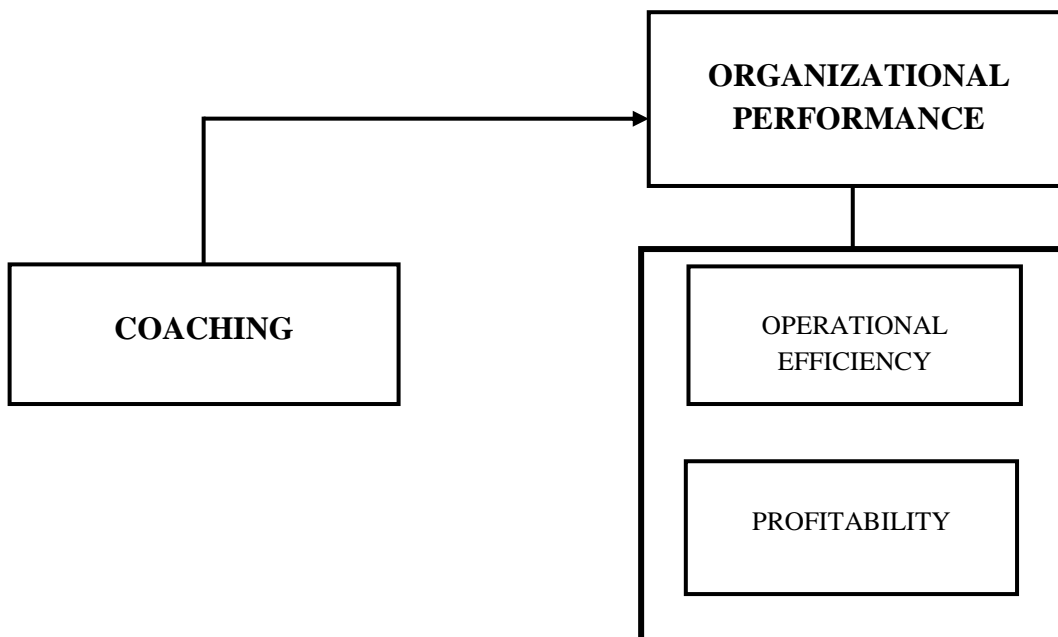 ORGANIZATIONAL
PERFORMANCE
COACHING
OPERATIONAL
EFFICIENCY
PROFITABILITY